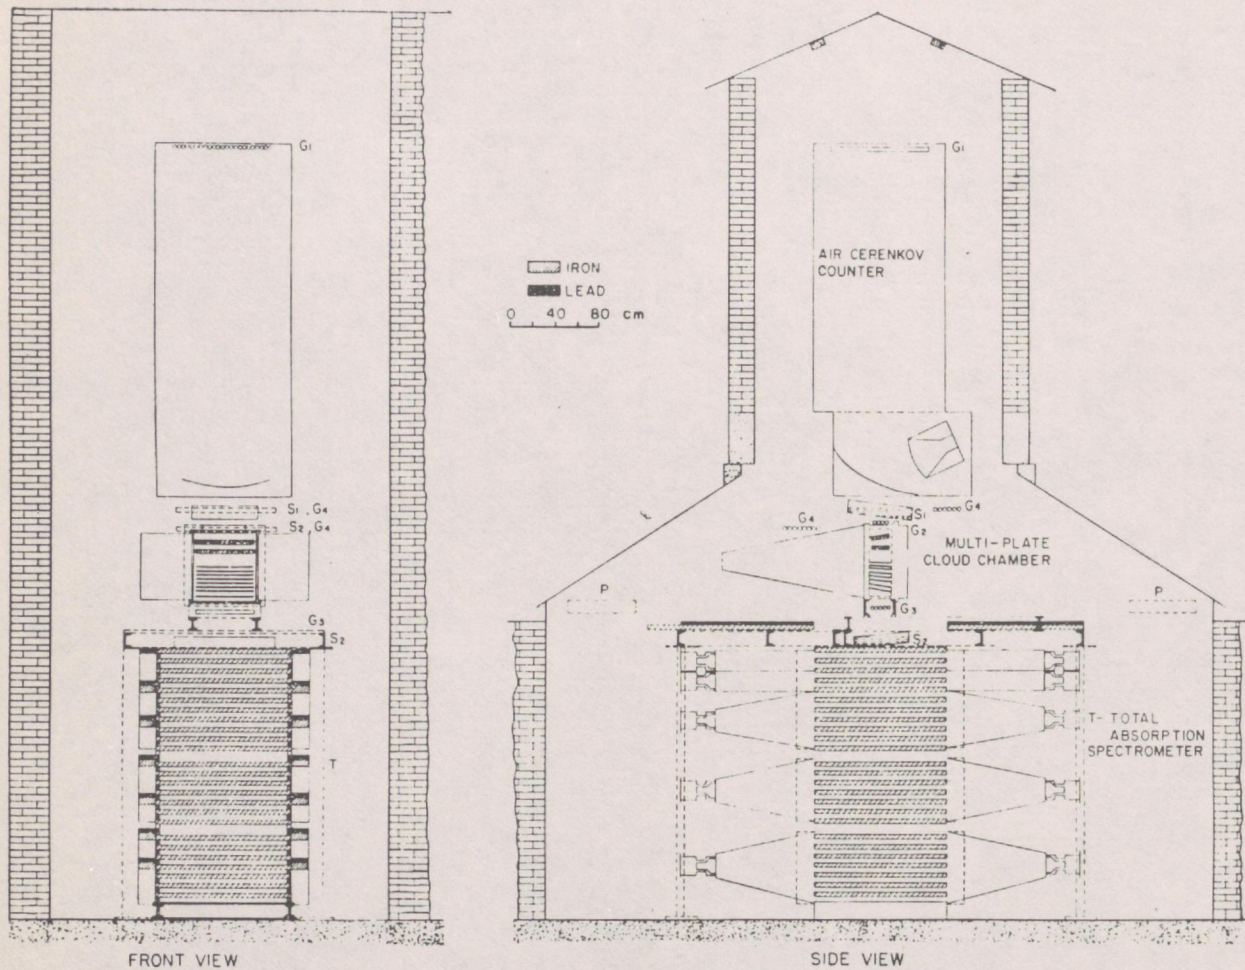 G1
IRON
LEAD
0 40 80 cm
S1, G4
S2, G4
G3
S2
T
FRONT VIEW
G1
AIR CERENKOV
COUNTER
G4
S1
G4
G2
MULTI-PLATE
CLOUD CHAMBER
P
P
G3
S2
T- TOTAL
ABSORPTION
SPECTROMETER
SIDE VIEW